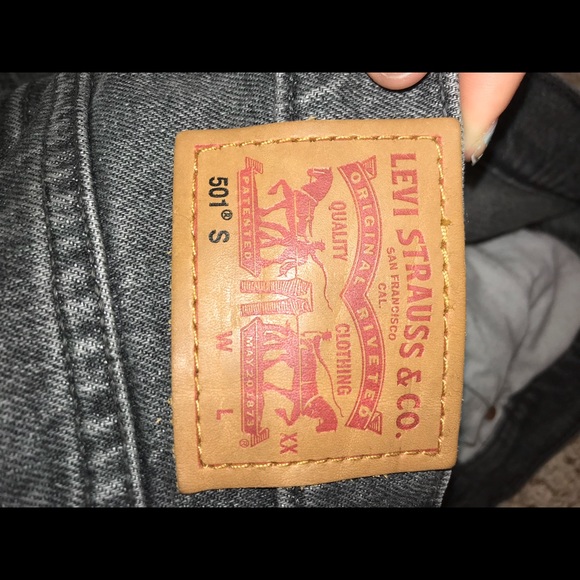 LEVI STRAUSS & CO.
SAN FRANCISCO
CAL.
ORIGINAL RIVETED
QUALITY CLOTHING
XX
PATENTED MAY 20 1873
®
501® S W L